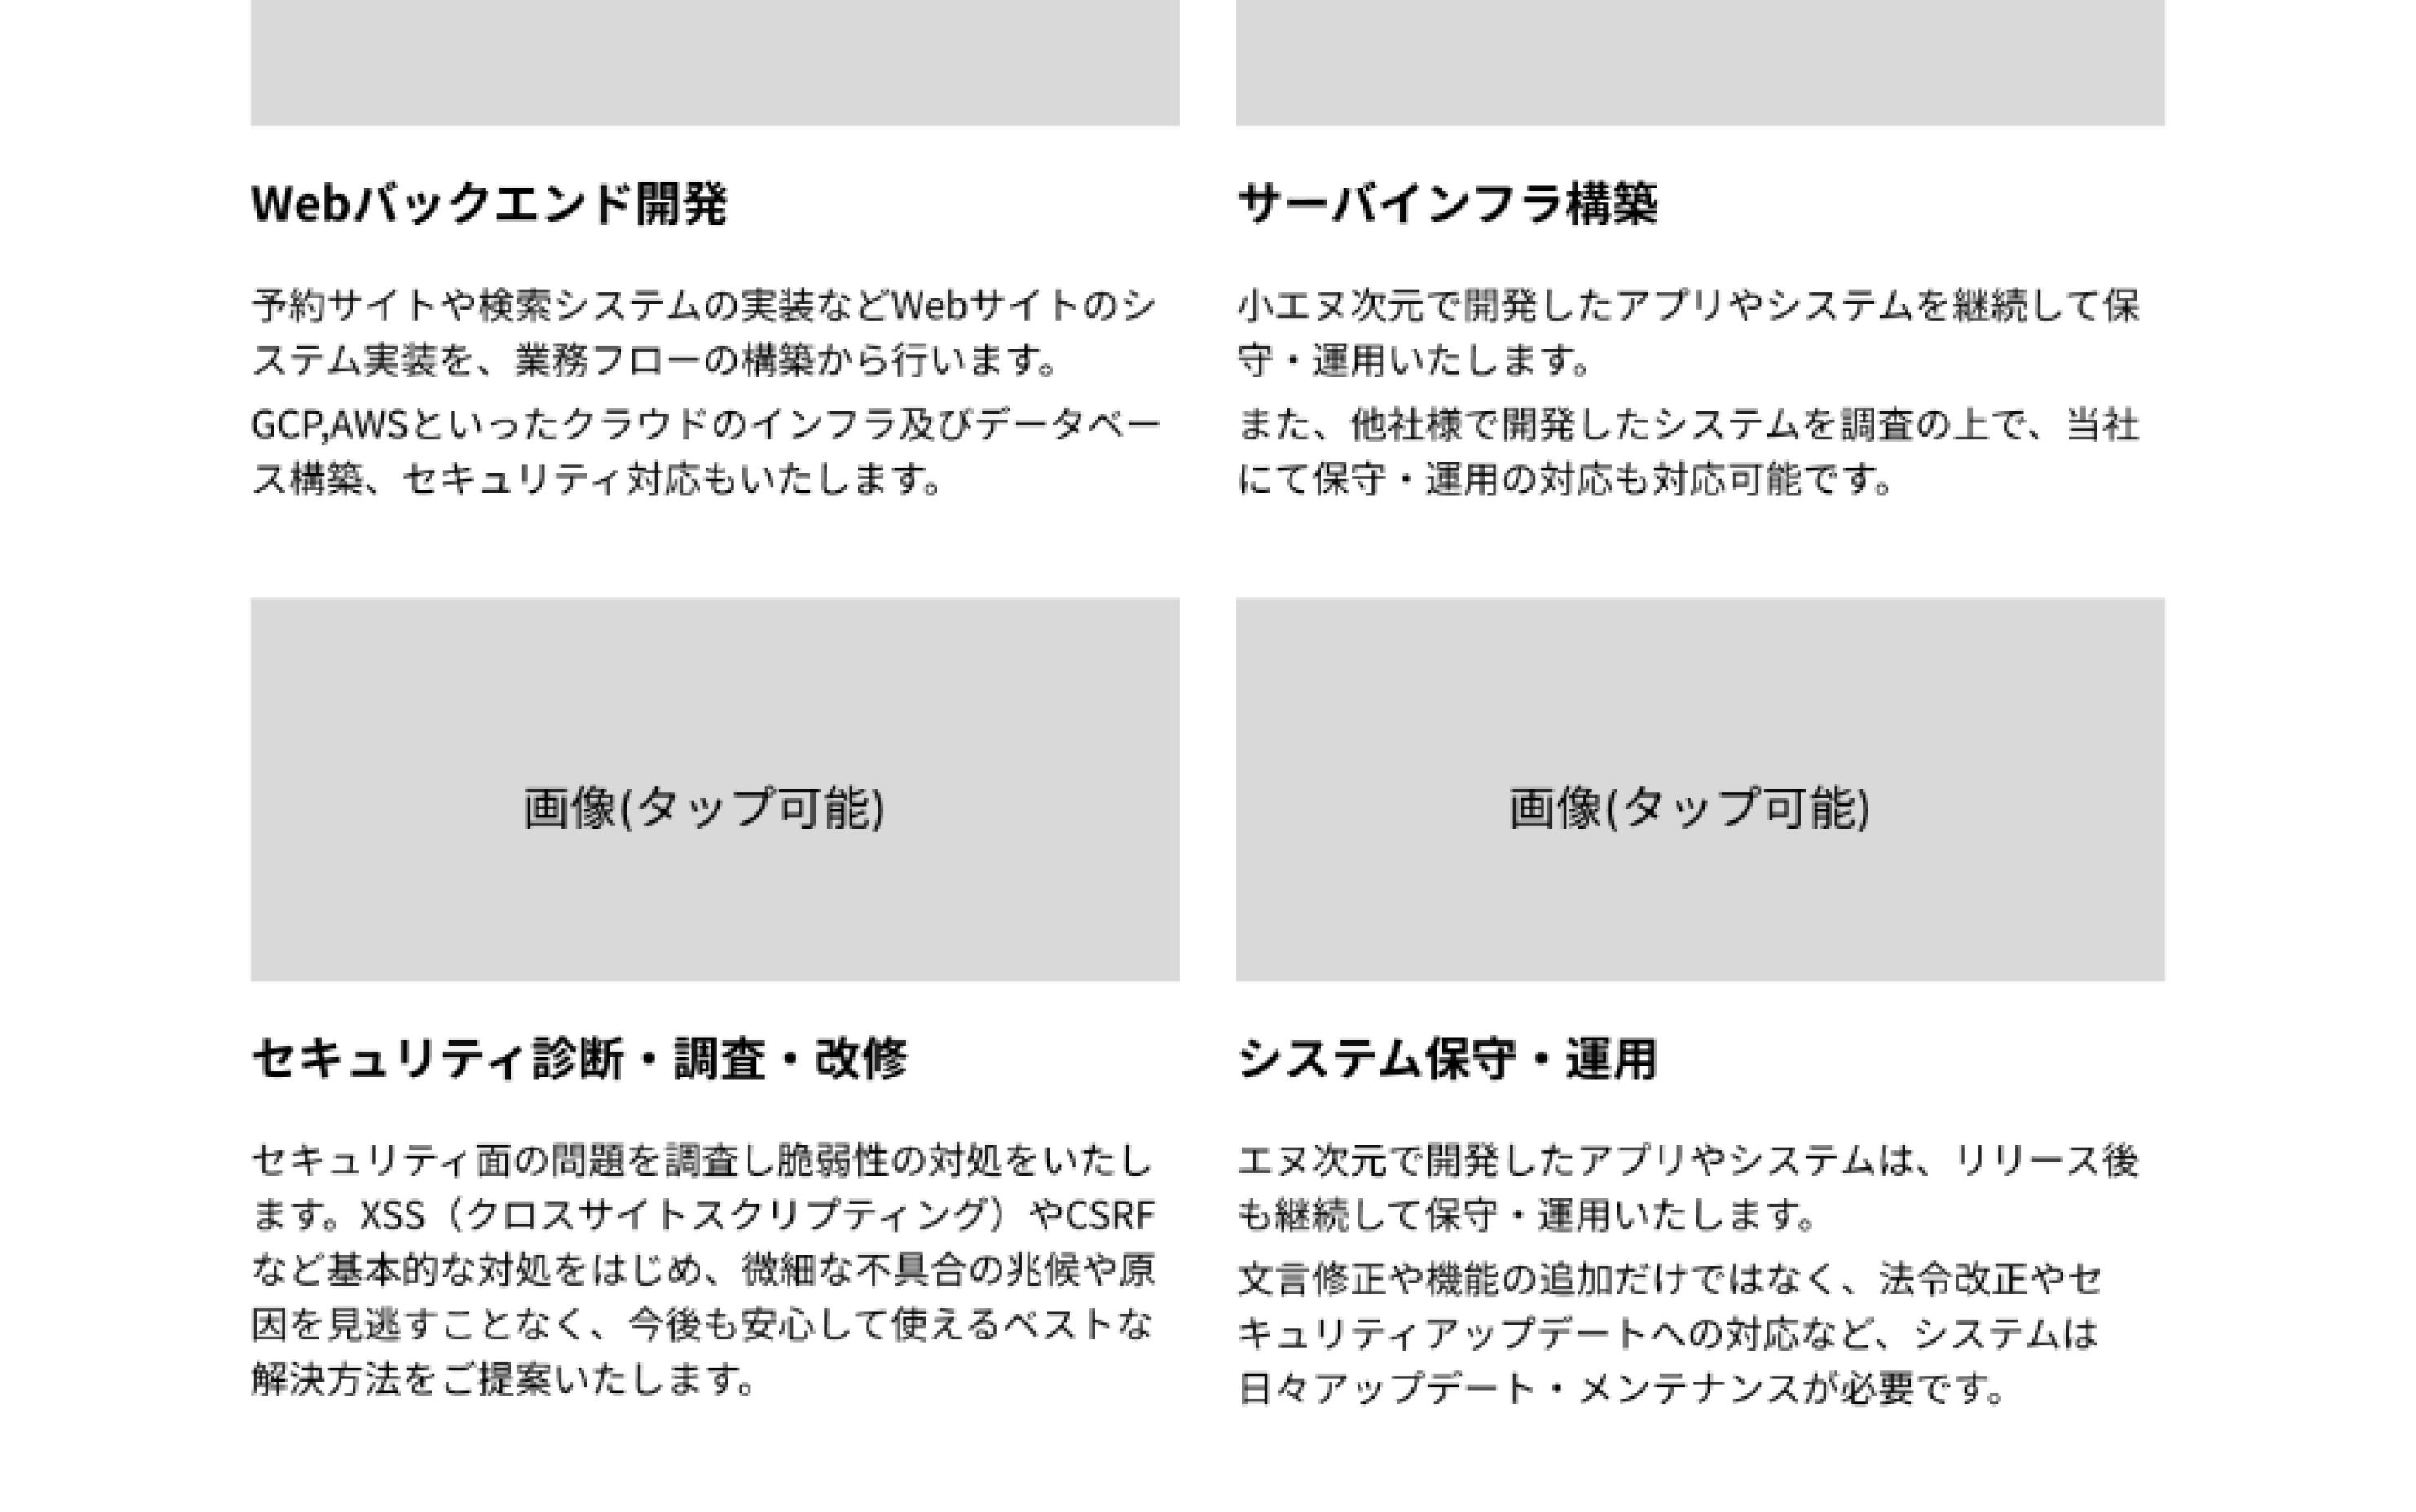 Webバックエンド開発
予約サイトや検索システムの実装などWebサイトのシ
ステム実装を、業務フローの構築から行います。
GCP,AWSといったクラウドのインフラ及びデータベー
ス構築、セキュリティ対応もいたします。
サーバインフラ構築
小エヌ次元で開発したアプリやシステムを継続して保
守・運用いたします。
また、他社様で開発したシステムを調査の上で、当社
にて保守・運用の対応も対応可能です。
画像(タップ可能)
セキュリティ診断・調査・改修
セキュリティ面の問題を調査し脆弱性の対処をいたし
ます。XSS（クロスサイトスクリプティング）やCSRF
など基本的な対処をはじめ、微細な不具合の兆候や原
因を見逃すことなく、今後も安心して使えるベストな
解決方法をご提案いたします。
画像(タップ可能)
システム保守・運用
エヌ次元で開発したアプリやシステムは、リリース後
も継続して保守・運用いたします。
文言修正や機能の追加だけではなく、法令改正やセ
キュリティアップデートへの対応など、システムは
日々アップデート・メンテナンスが必要です。